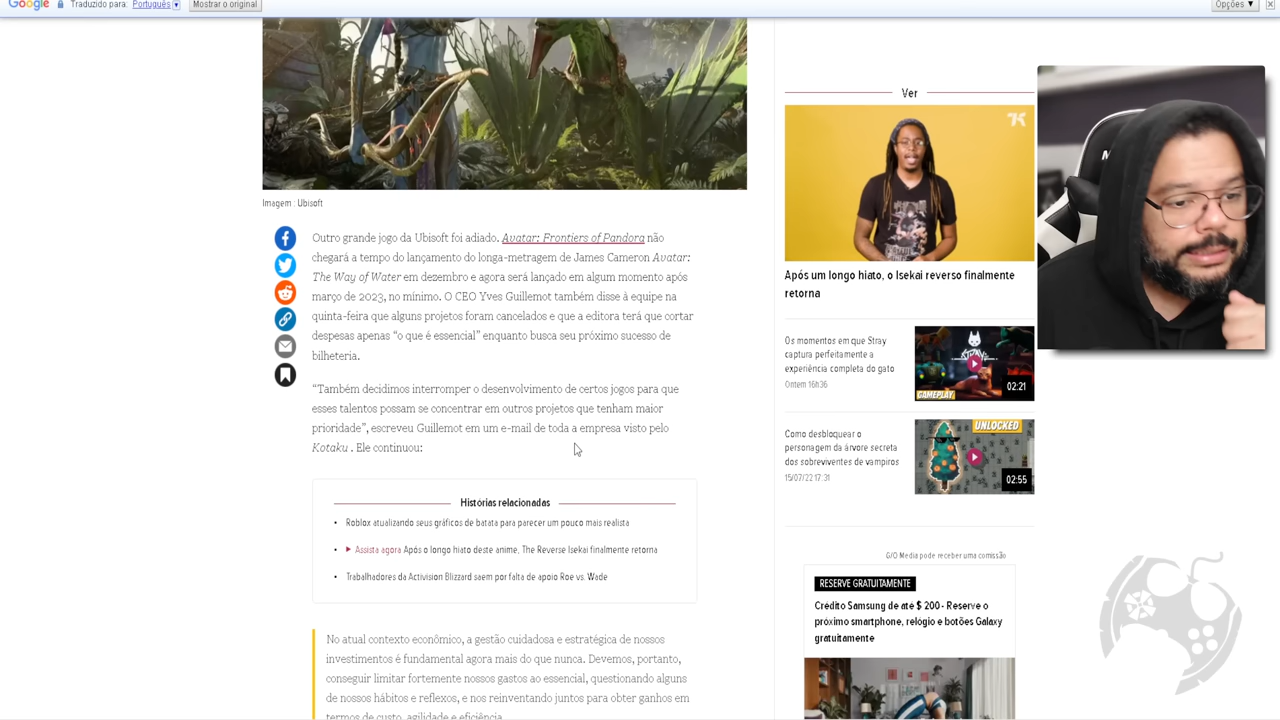 Google
Traduzido para: Português
Mostrar o original
Opções ▼
Imagem : Ubisoft
Outro grande jogo da Ubisoft foi adiado. Avatar: Frontiers of Pandora não
chegará a tempo do lançamento do longa-metragem de James Cameron Avatar:
The Way of Water em dezembro e agora será lançado em algum momento após
março de 2023, no mínimo. O CEO Yves Guillemot também disse à equipe na
quinta-feira que alguns projetos foram cancelados e que a editora terá que cortar
despesas apenas “o que é essencial” enquanto busca seu próximo sucesso de
bilheteria.
“Também decidimos interromper o desenvolvimento de certos jogos para que
esses talentos possam se concentrar em outros projetos que tenham maior
prioridade”, escreveu Guillemot em um e-mail de toda a empresa visto pelo
Kotaku . Ele continuou:
Histórias relacionadas
• Roblox atualizando seus gráficos de batata para parecer um pouco mais realista
• Assista agora Após o longo hiato deste anime, The Reverse Isekai finalmente retorna
• Trabalhadores da Activision Blizzard saem por falta de apoio Roe vs. Wade
No atual contexto econômico, a gestão cuidadosa e estratégica de nossos
investimentos é fundamental agora mais do que nunca. Devemos, portanto,
conseguir limitar fortemente nossos gastos ao essencial, questionando alguns
de nossos hábitos e reflexos, e nos reinventando juntos para obter ganhos em
termos de custo, agilidade e eficiência.
Ver
Após um longo hiato, o Isekai reverso finalmente
retorna
Os momentos em que Stray
captura perfeitamente a
experiência completa do gato
Ontem 16h36
STRAY
GAMEPLAY
02:21
Como desbloquear o
personagem da árvore secreta
dos sobreviventes de vampiros
15/07/22 17:31
UNLOCKED
02:55
G/O Media pode receber uma comissão
RESERVE GRATUITAMENTE
Crédito Samsung de até $ 200 - Reserve o
próximo smartphone, relógio e botões Galaxy
gratuitamente